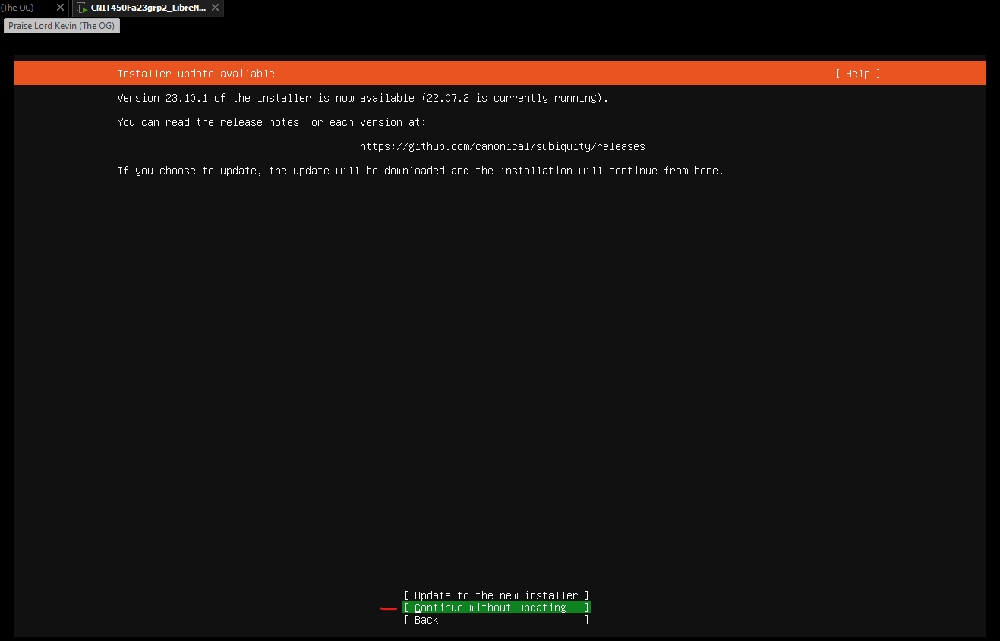 (The OG)
CNIT450Fa23grp2_LibreN...
Praise Lord Kevin (The OG)
Installer update available [ Help ]
Version 23.10.1 of the installer is now available (22.07.2 is currently running).
You can read the release notes for each version at:
https://github.com/canonical/subiquity/releases
If you choose to update, the update will be downloaded and the installation will continue from here.
[ Update to the new installer ]
[ Continue without updating ]
[ Back ]